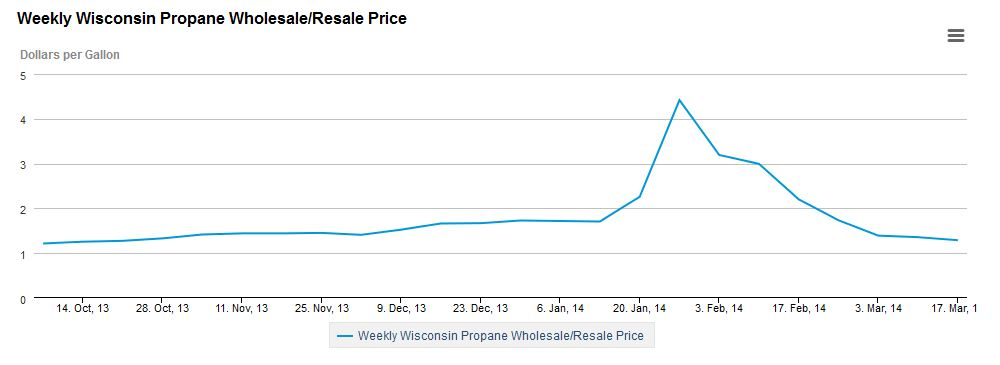 Weekly Wisconsin Propane Wholesale/Resale Price
Dollars per Gallon
5
4
3
2
1
0
14. Oct, 13 28. Oct, 13 11. Nov, 13 25. Nov, 13 9. Dec, 13 23. Dec, 13 6. Jan, 14 20. Jan, 14 3. Feb, 14 17. Feb, 14 3. Mar, 14 17. Mar, 1
Weekly Wisconsin Propane Wholesale/Resale Price